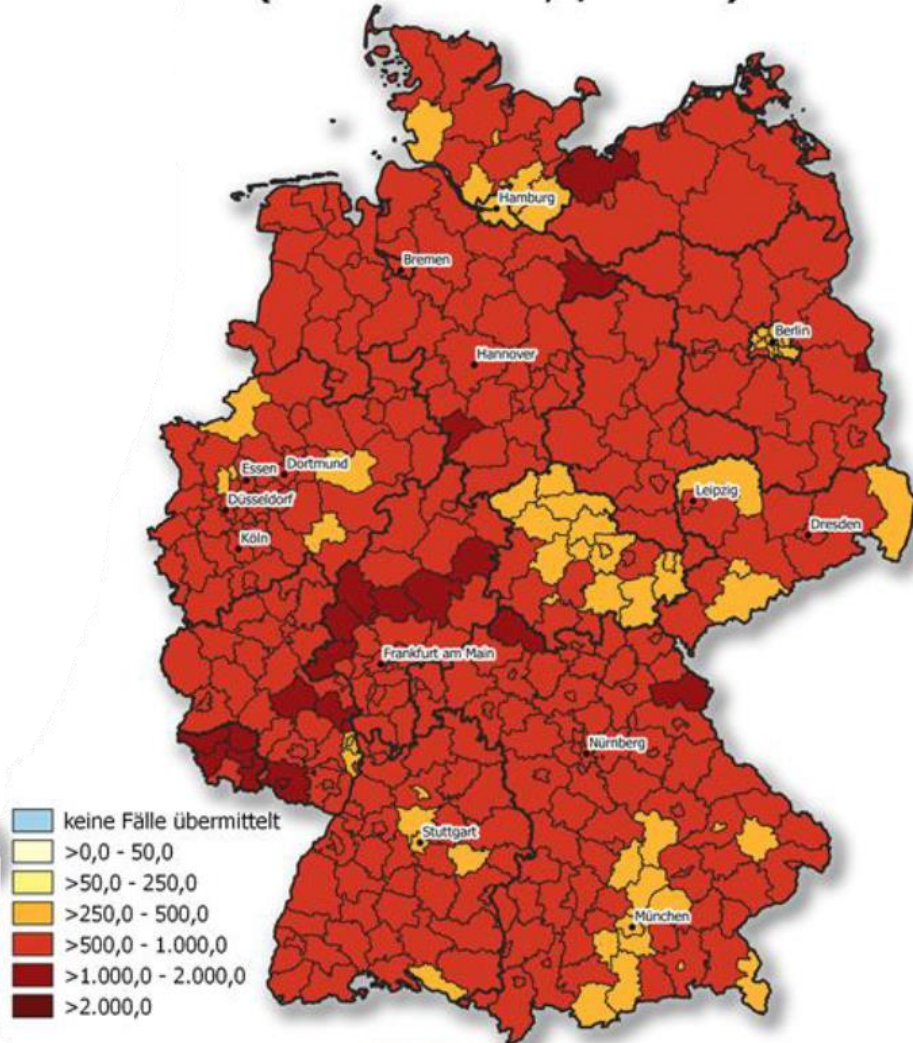 Hamburg
Bremen
Berlin
Hannover
Essen
Dortmund
Düsseldorf
Leipzig
Dresden
Köln
Frankfurt am Main
Nürnberg
Stuttgart
München
keine Fälle übermittelt
>0,0 - 50,0
>50,0 - 250,0
>250,0 - 500,0
>500,0 - 1.000,0
>1.000,0 - 2.000,0
>2.000,0